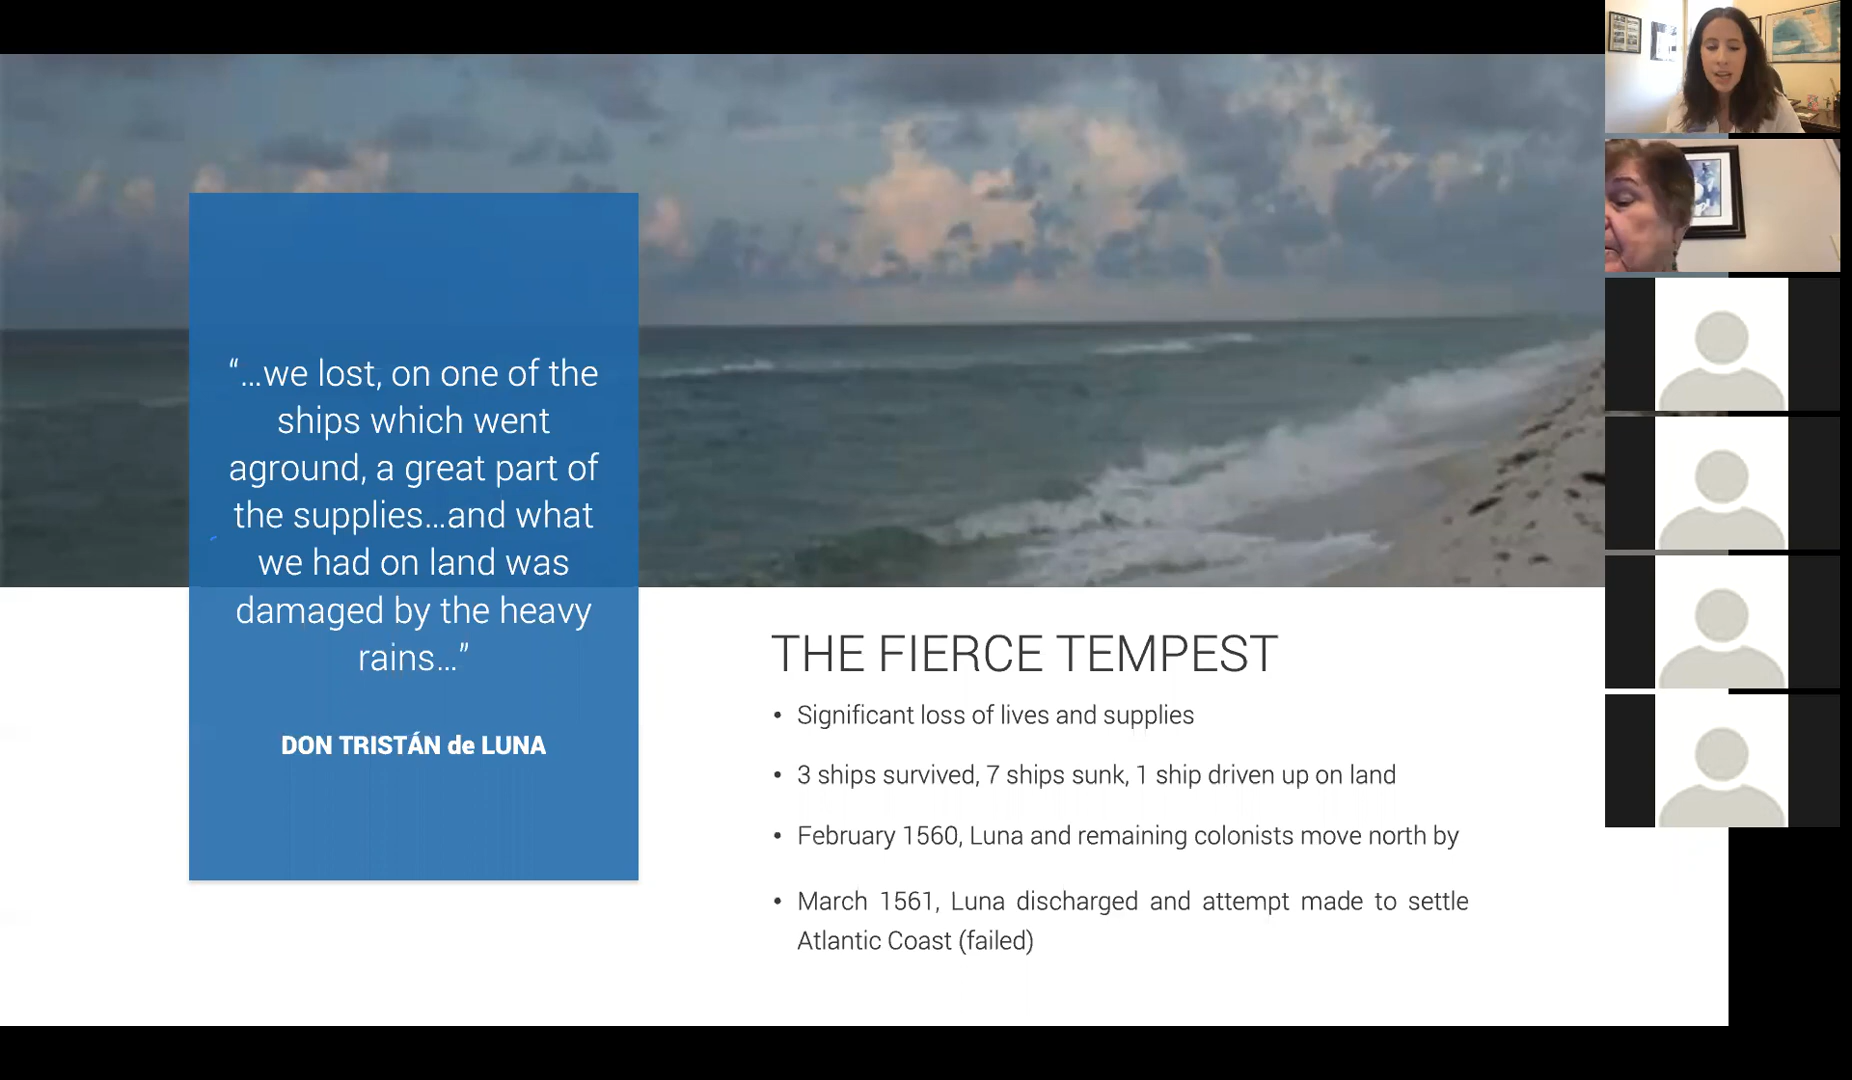 “...we lost, on one of the
ships which went
aground, a great part of
the supplies...and what
we had on land was
damaged by the heavy
rains...”
DON TRISTÁN de LUNA
THE FIERCE TEMPEST
• Significant loss of lives and supplies
• 3 ships survived, 7 ships sunk, 1 ship driven up on land
• February 1560, Luna and remaining colonists move north by
• March 1561, Luna discharged and attempt made to settle
Atlantic Coast (failed)